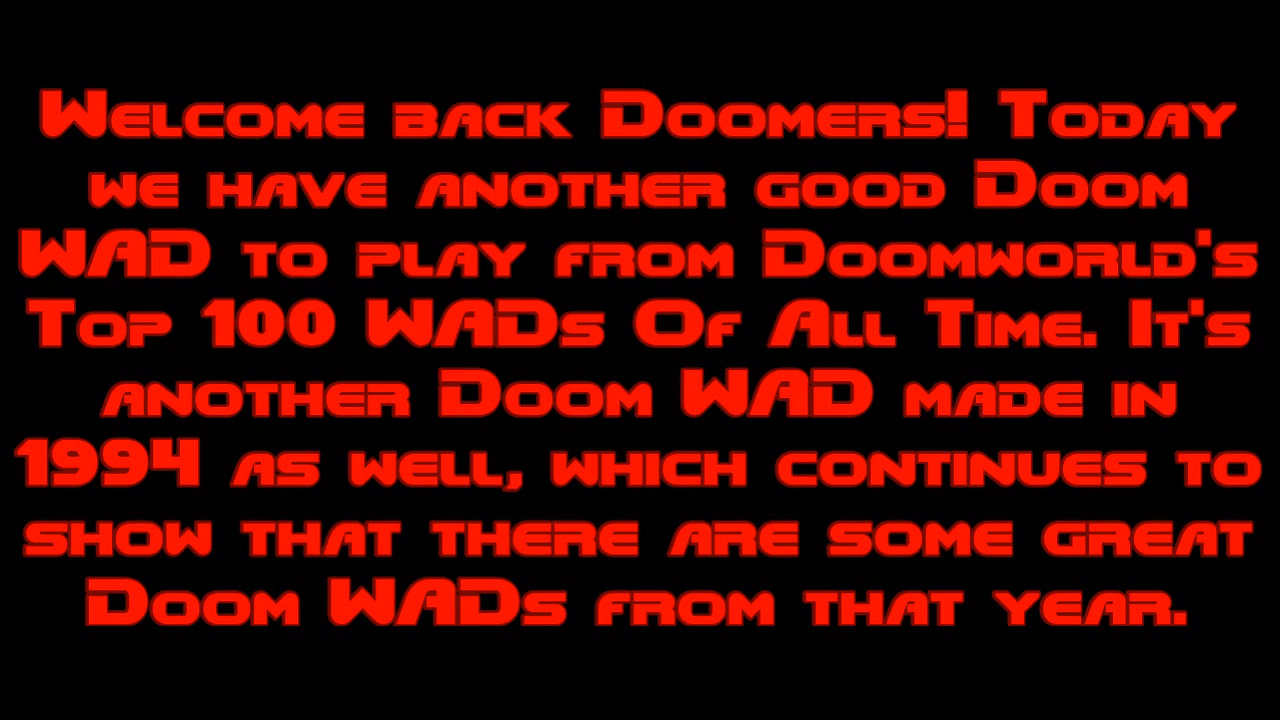 Welcome back Doomers! Today
we have another good Doom
WAD to play from Doomworld's
Top 100 WADs Of All Time. It's
another Doom WAD made in
1994 as well, which continues to
show that there are some great
Doom WADs from that year.